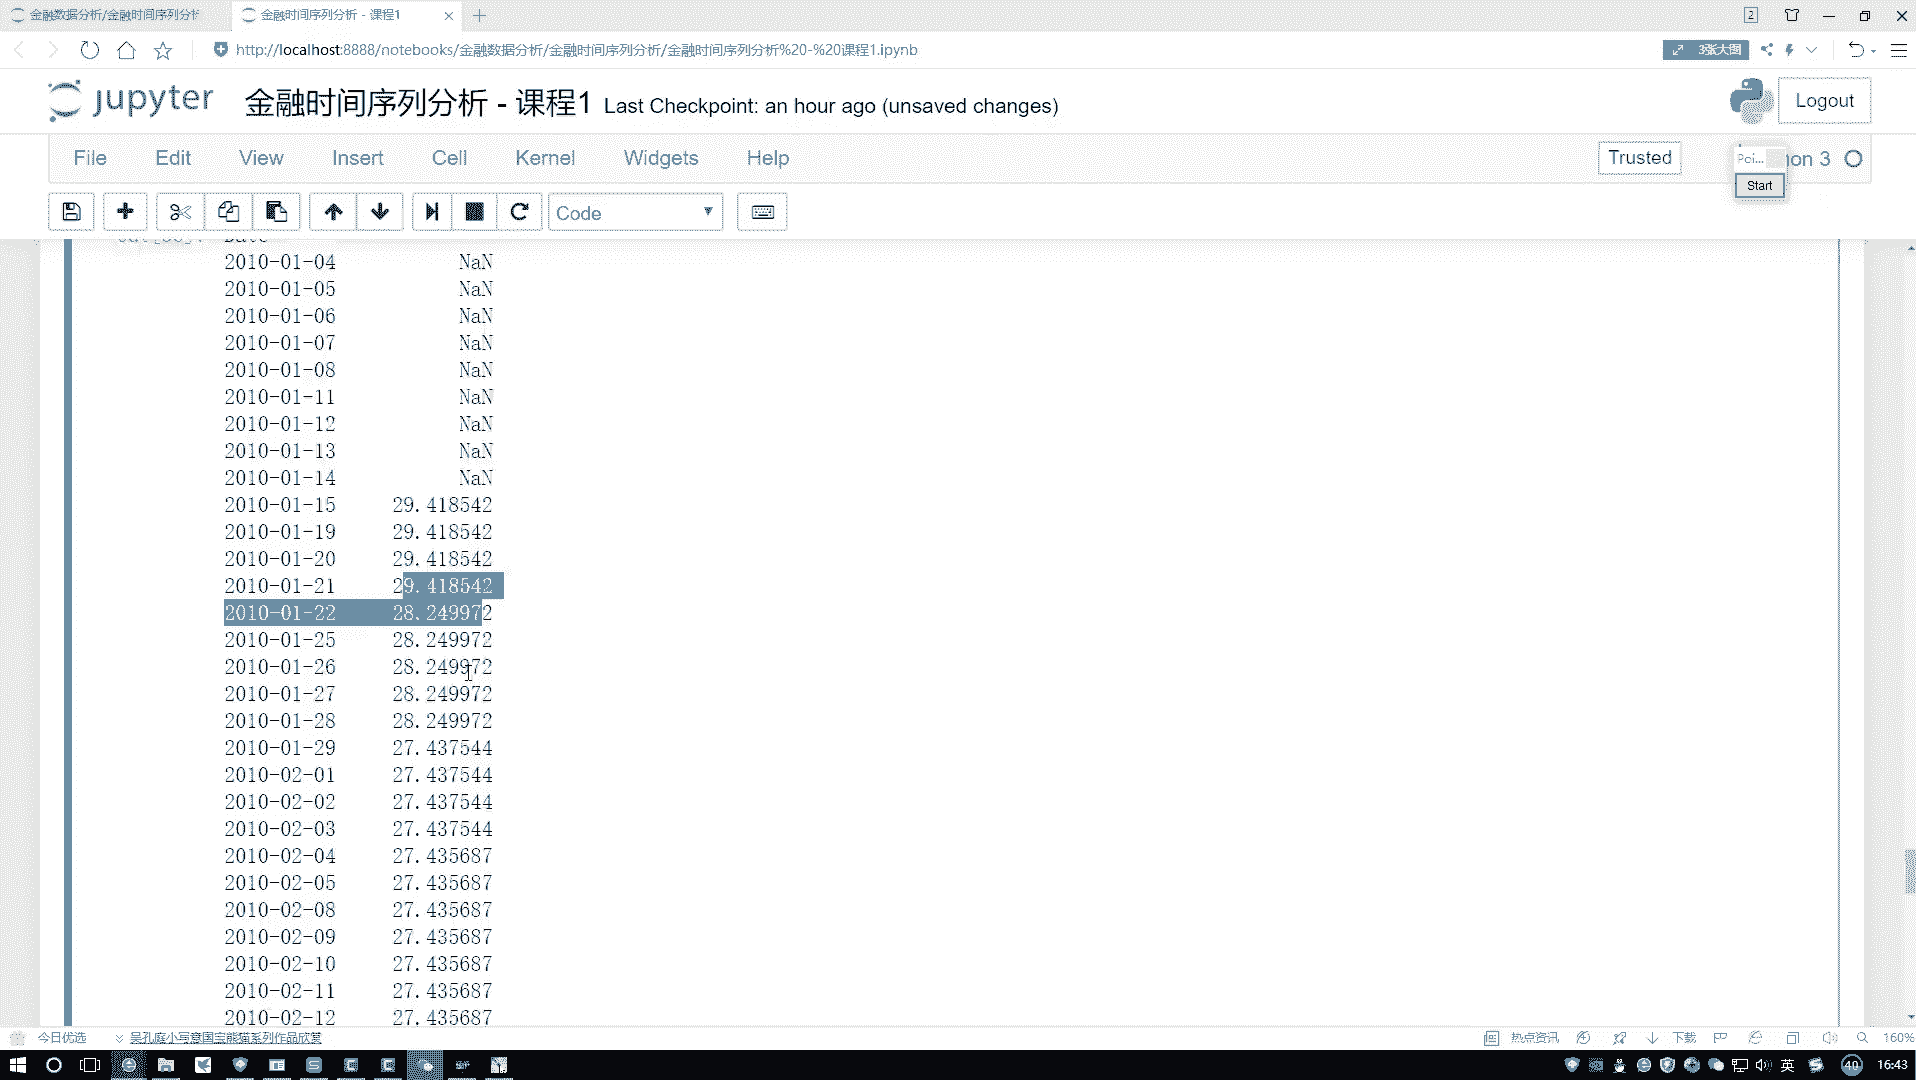 金融数据分析/金融时间序列分析
金融时间序列分析 - 课程1
2
http://localhost:8888/notebooks/金融数据分析/金融时间序列分析/金融时间序列分析%20-%20课程1.ipynb
3张大图
jupyter
金融时间序列分析 - 课程1 Last Checkpoint: an hour ago (unsaved changes)
Logout
File Edit View Insert Cell Kernel Widgets Help
Trusted
Poi... hon 3
Start
Code
2010-01-04 NaN
2010-01-05 NaN
2010-01-06 NaN
2010-01-07 NaN
2010-01-08 NaN
2010-01-11 NaN
2010-01-12 NaN
2010-01-13 NaN
2010-01-14 NaN
2010-01-15 29.418542
2010-01-19 29.418542
2010-01-20 29.418542
2010-01-21 29.418542
2010-01-22 28.249972
2010-01-25 28.249972
2010-01-26 28.249972
2010-01-27 28.249972
2010-01-28 28.249972
2010-01-29 27.437544
2010-02-01 27.437544
2010-02-02 27.437544
2010-02-03 27.437544
2010-02-04 27.435687
2010-02-05 27.435687
2010-02-08 27.435687
2010-02-09 27.435687
2010-02-10 27.435687
2010-02-11 27.435687
2010-02-12 27.435687
今日优选
吴孔庭小写意国宝熊猫系列作品欣赏
热点资讯
下载
160%
英
40
16:43